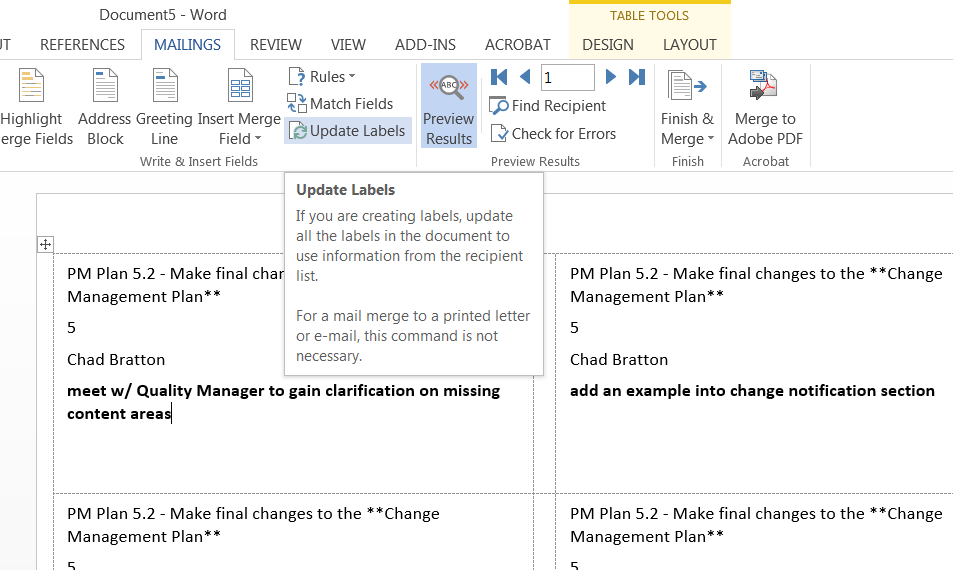 Document5 - Word
TABLE TOOLS
UT REFERENCES MAILINGS REVIEW VIEW ADD-INS ACROBAT DESIGN LAYOUT
Highlight
erge Fields
Address
Block
Greeting
Line
Insert Merge
Field
Rules
Match Fields
Update Labels
Write & Insert Fields
«ABC»
Preview
Results
1
Find Recipient
Check for Errors
Preview Results
Finish &
Merge
Finish
Merge to
Adobe PDF
Acrobat
Update Labels
If you are creating labels, update
all the labels in the document to
use information from the recipient
list.
For a mail merge to a printed letter
or e-mail, this command is not
necessary.
PM Plan 5.2 - Make final char
Management Plan**
5
Chad Bratton
meet w/ Quality Manager to gain clarification on missing
content areas
PM Plan 5.2 - Make final changes to the **Change
Management Plan**
5
Chad Bratton
add an example into change notification section
PM Plan 5.2 - Make final changes to the **Change
Management Plan**
5
PM Plan 5.2 - Make final changes to the **Change
Management Plan**
5